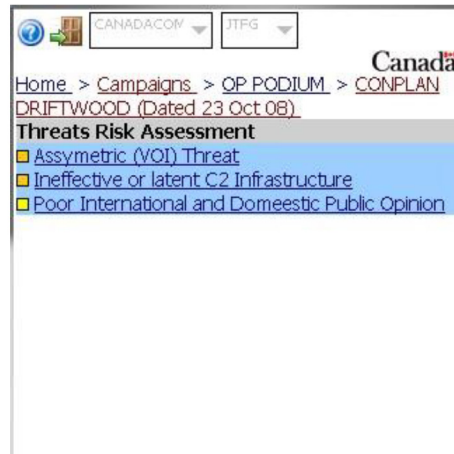 CANADACOM JTFG
Canada
Home > Campaigns > OP PODIUM > CONPLAN
DRIFTWOOD (Dated 23 Oct 08)
Threats Risk Assessment
Assymetric (VOI) Threat
Ineffective or latent C2 Infrastructure
Poor International and Domeestic Public Opinion